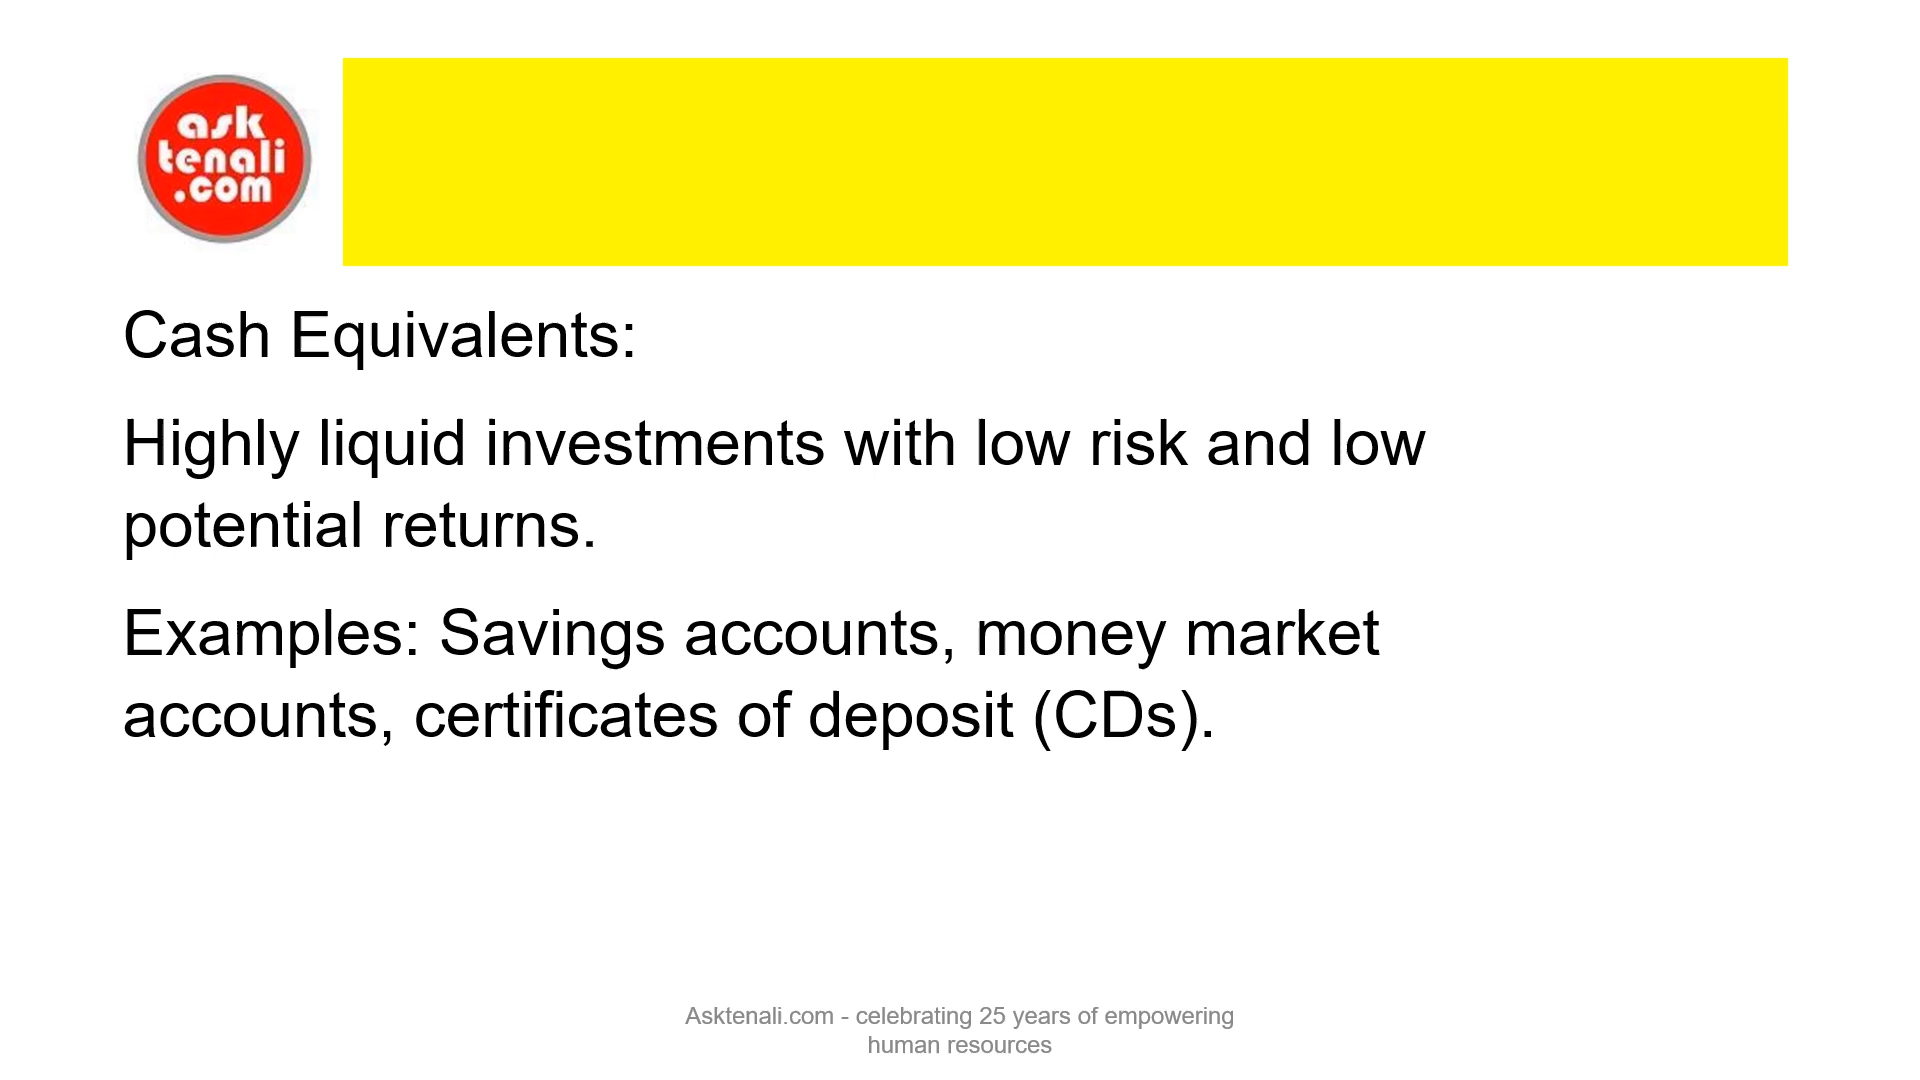 ask
tenali
.com
Cash Equivalents:
Highly liquid investments with low risk and low
potential returns.
Examples: Savings accounts, money market
accounts, certificates of deposit (CDs).
Asktenali.com - celebrating 25 years of empowering
human resources